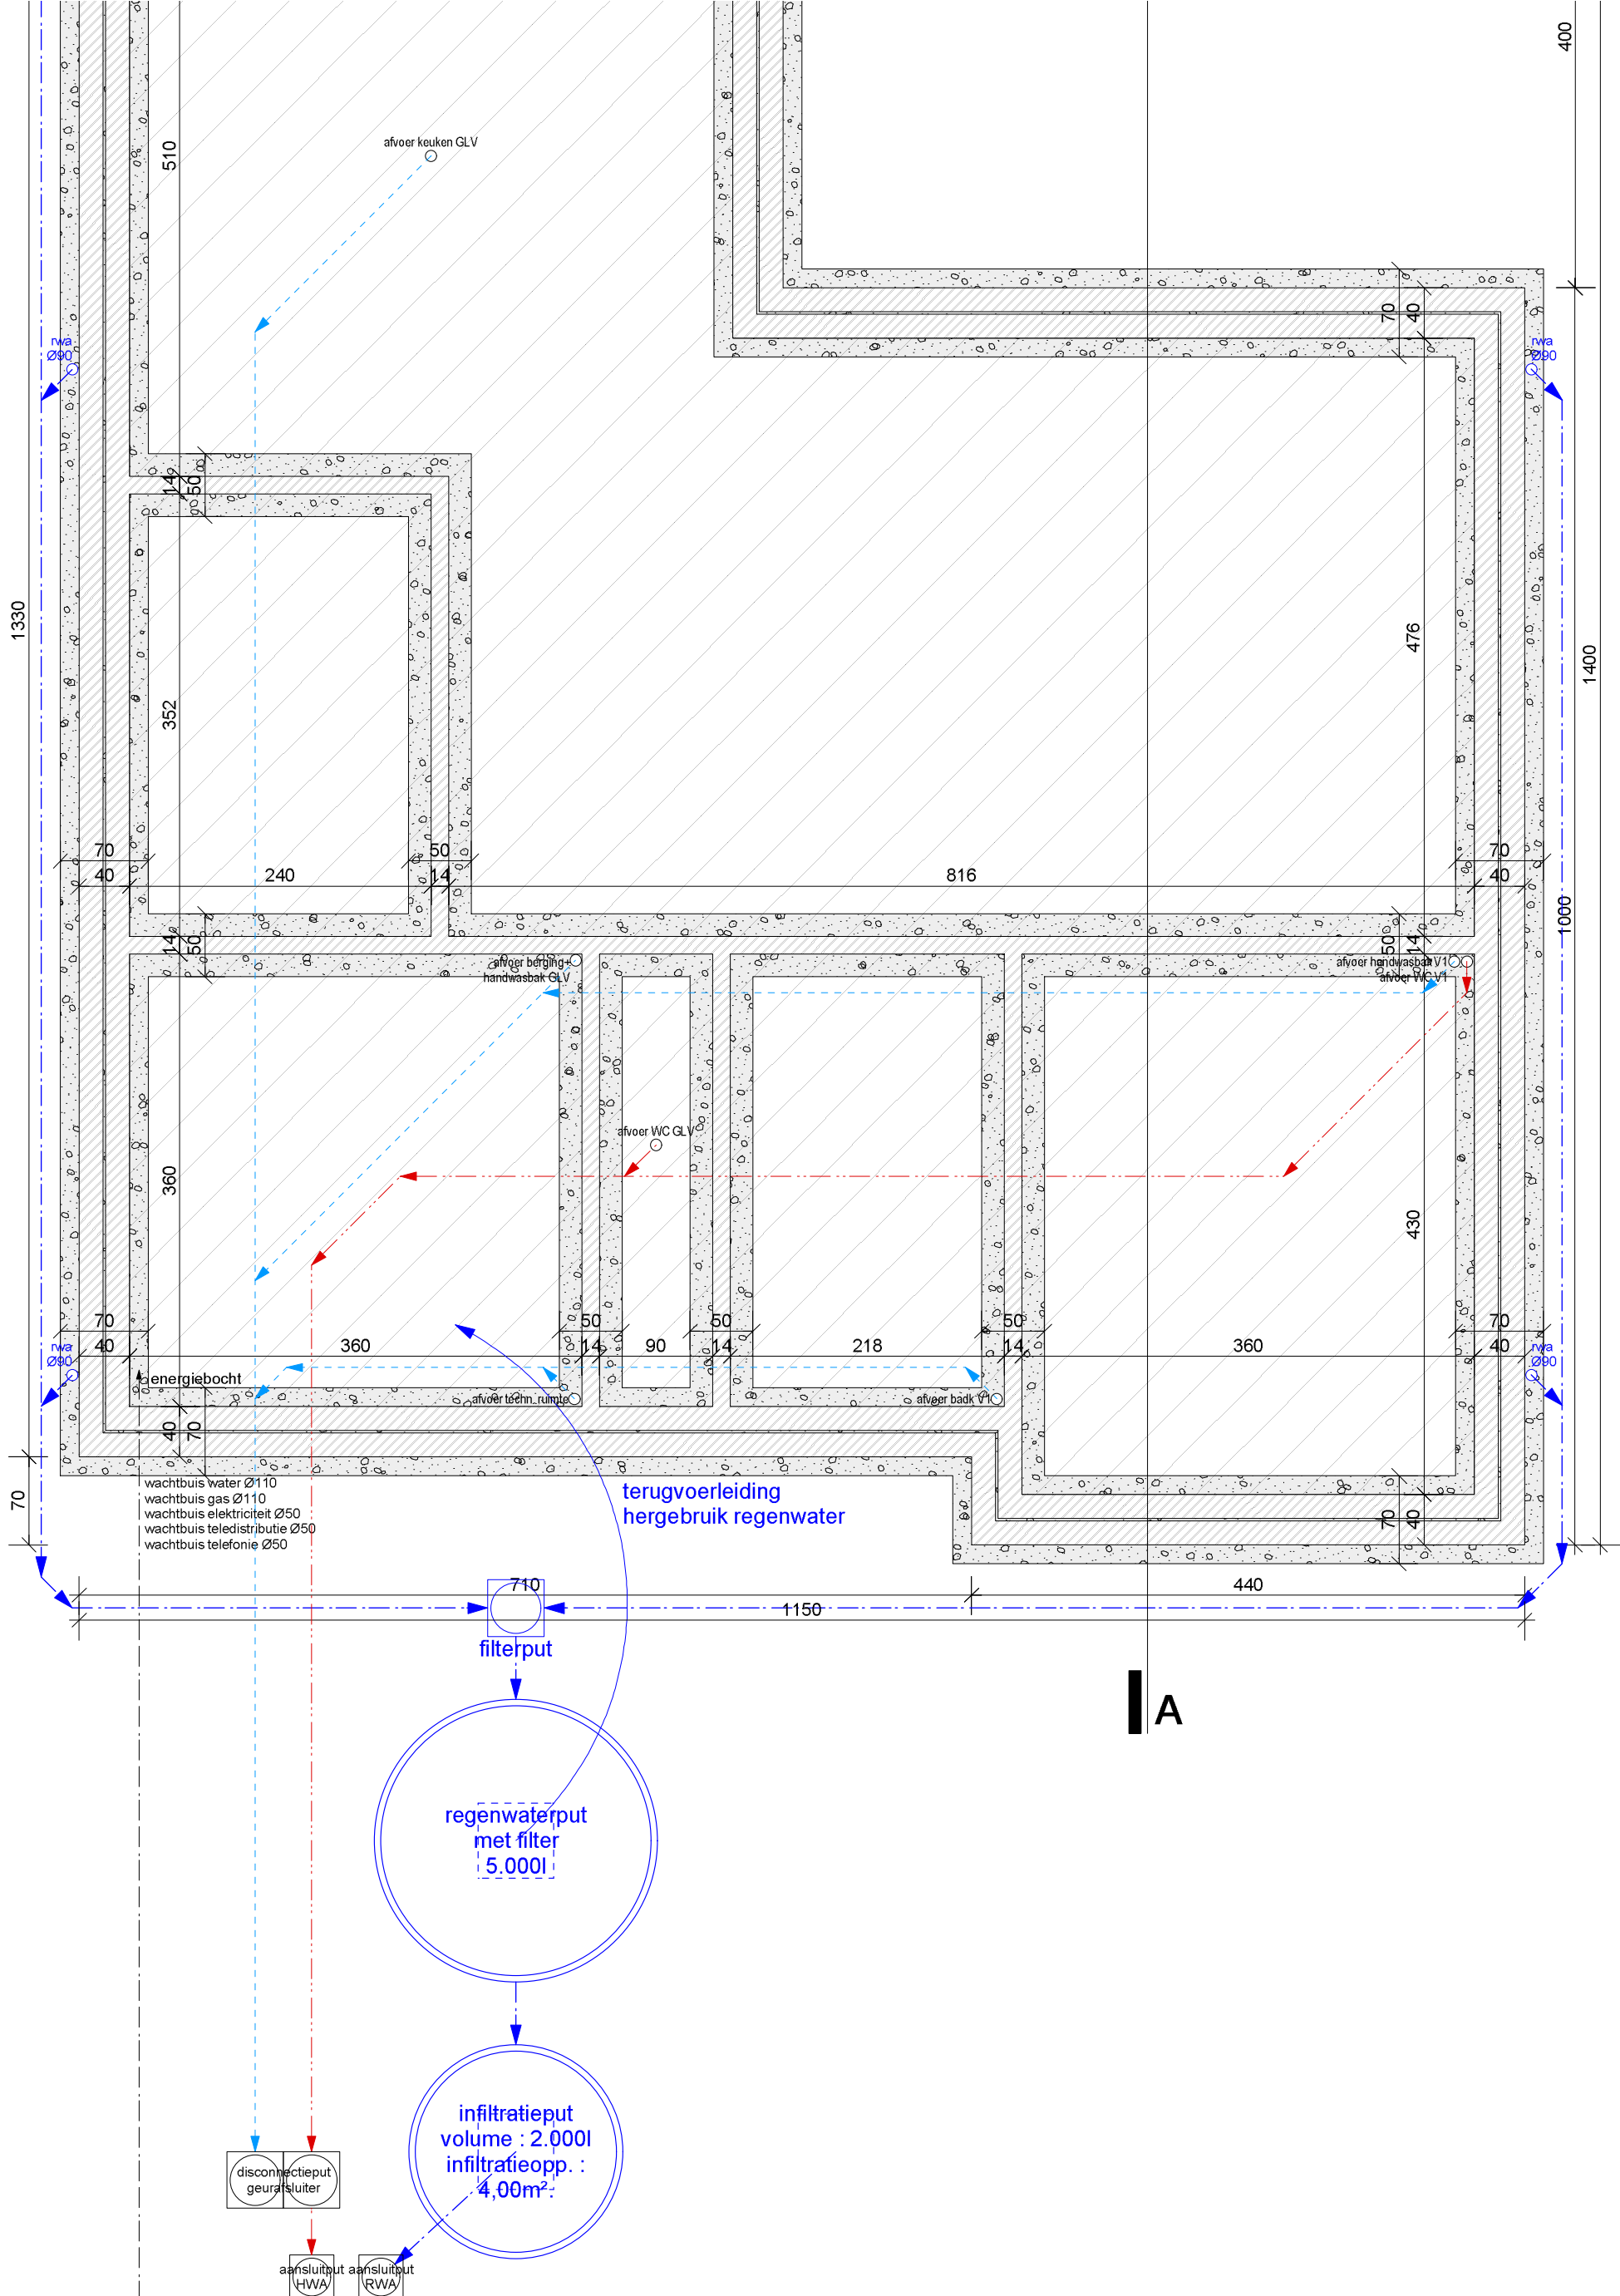 400
510
afvoer keuken GLV
70
40
rwa
Ø90
rwa
Ø90
14
50
1330
476
1400
352
70
50
70
40
240
14
816
40
1000
14
50
50
14
afvoer berging+
handwasbak GLV
afvoer handwasbak V1
afvoer WC V1
afvoer WC GLV
360
430
70
50
50
50
70
rwa
Ø90
40
360
14
90
14
218
14
360
40
rwa
Ø90
energiebocht
afvoer techn. ruimte
afvoer badk V1
40
70
70
wachtbuis water Ø110
wachtbuis gas Ø110
wachtbuis elektriciteit Ø50
wachtbuis teledistributie Ø50
wachtbuis telefonie Ø50
terugvoerleiding
hergebruik regenwater
70
40
710
440
1150
filterput
A
regenwaterput
met filter
5.000l
infiltratieput
volume : 2.000l
infiltratieopp. :
4,00m².
disconnectieput
geurafsluiter
aansluitput
HWA
aansluitput
RWA